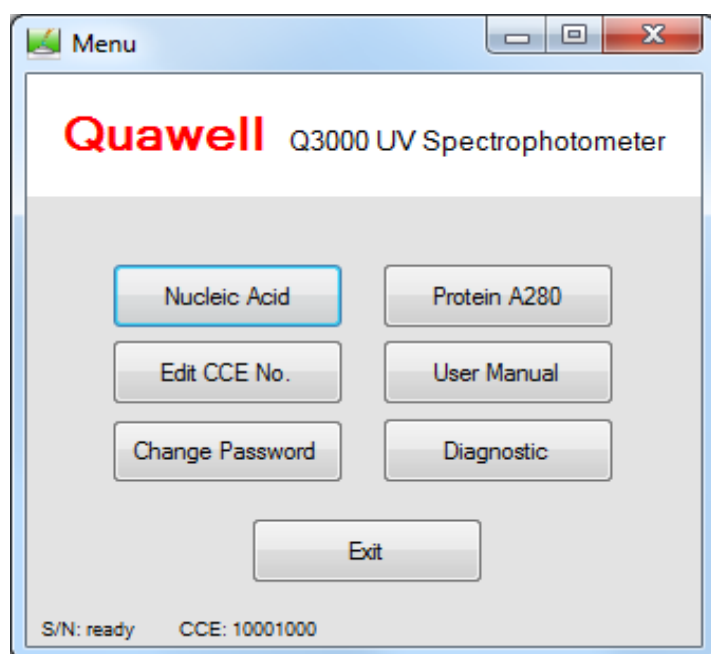 Menu
Quawell Q3000 UV Spectrophotometer
Nucleic Acid
Protein A280
Edit CCE No.
User Manual
Change Password
Diagnostic
Exit
S/N: ready CCE: 10001000